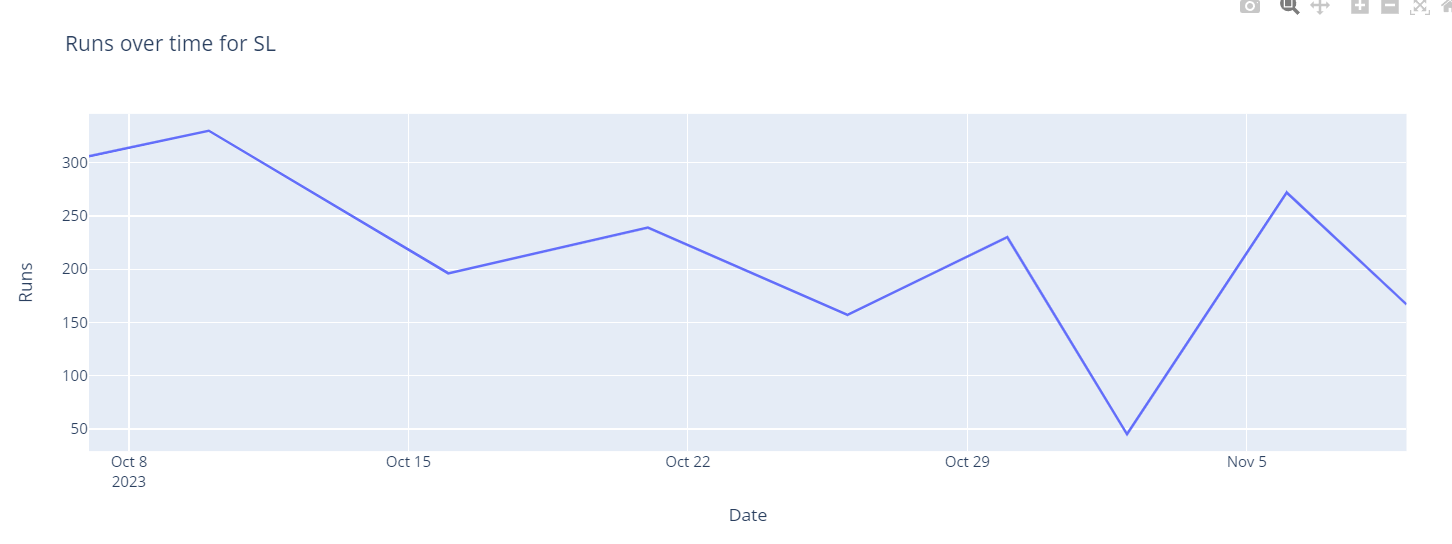 Runs over time for SL
300
250
200
150
100
50
Runs
Oct 8
2023
Oct 15
Oct 22
Oct 29
Nov 5
Date